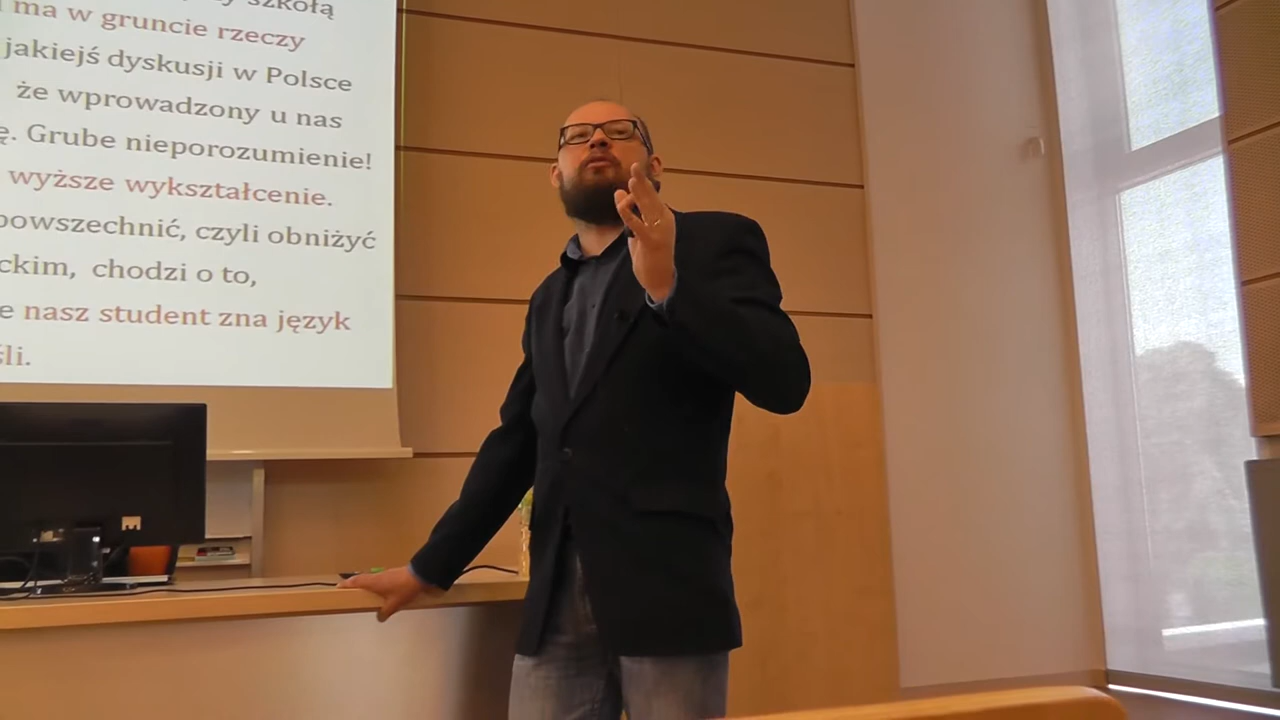 szkołą
ma w gruncie rzeczy
jakiejś dyskusji w Polsce
że wprowadzony u nas
ę. Grube nieporozumienie!
wyższe wykształcenie.
powszechnić, czyli obniżyć
ckim, chodzi o to,
e nasz student zna język
śli.